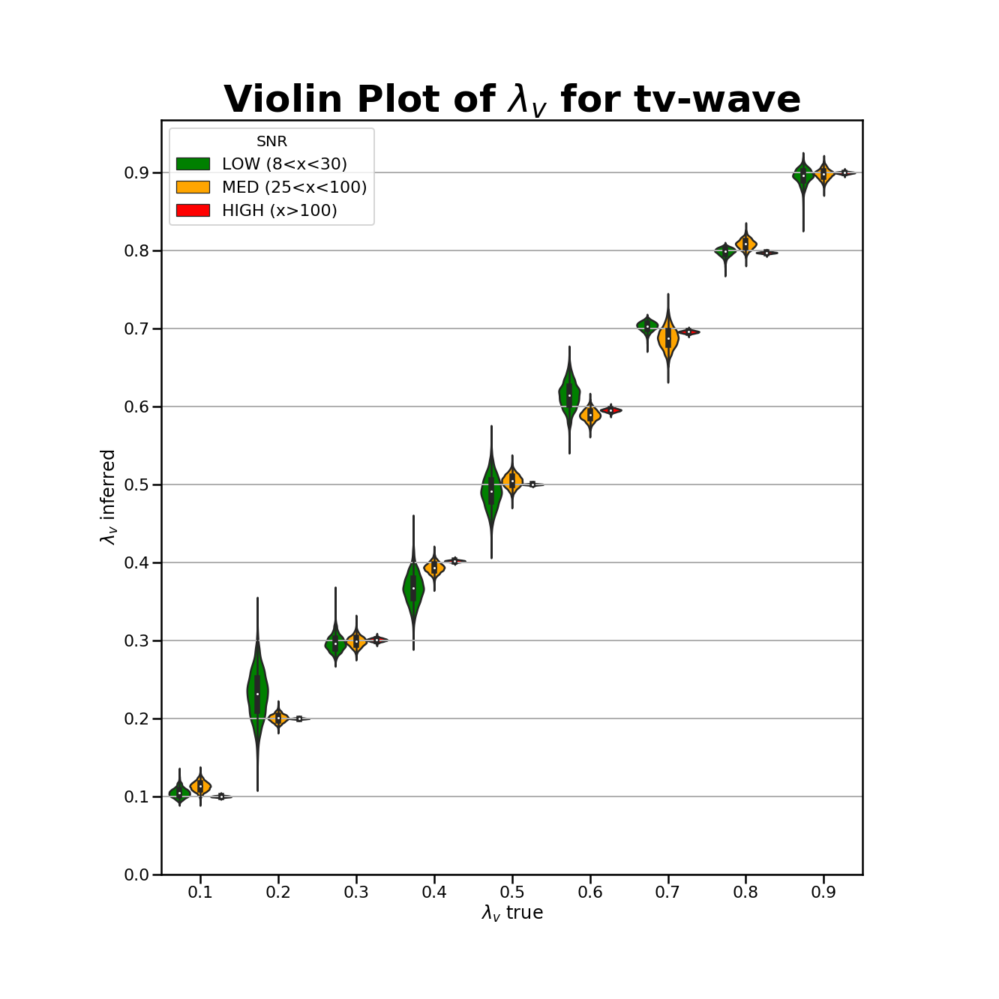 Violin Plot of λᵥ for tv-wave
SNR
LOW (8<x<30)
MED (25<x<100)
HIGH (x>100)
λᵥ inferred
0.9
0.8
0.7
0.6
0.5
0.4
0.3
0.2
0.1
0.0
0.1 0.2 0.3 0.4 0.5 0.6 0.7 0.8 0.9
λᵥ true